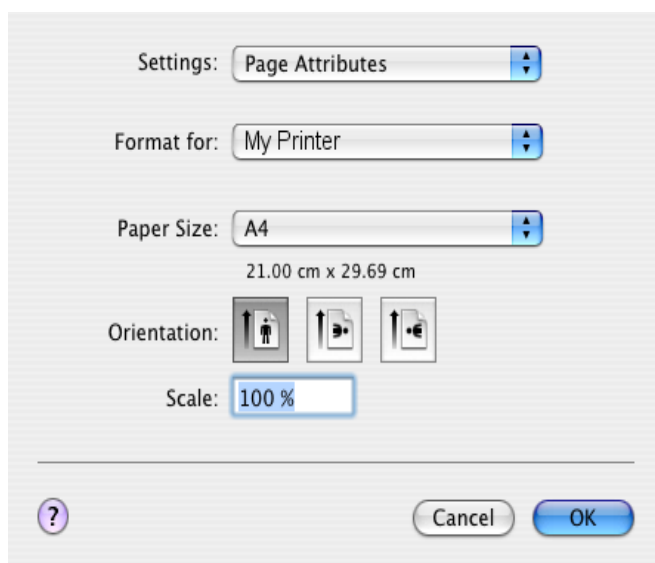 Settings: Page Attributes
Format for: My Printer
Paper Size: A4
21.00 cm x 29.69 cm
Orientation:
Scale: 100 %
? Cancel OK